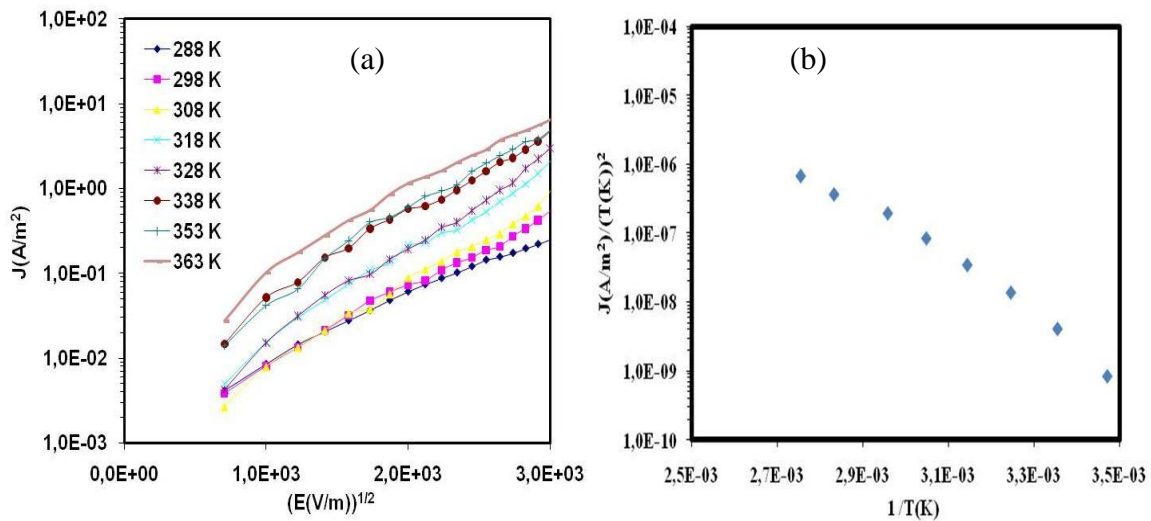 (a)
J(A/m²)
1,0E+02
1,0E+01
1,0E+00
1,0E-01
1,0E-02
1,0E-03
288 K
298 K
308 K
318 K
328 K
338 K
353 K
363 K
0,0E+00 1,0E+03 2,0E+03 3,0E+03
(E(V/m))^1/2
(b)
J(A/m²)/(T(K))²
1,0E-04
1,0E-05
1,0E-06
1,0E-07
1,0E-08
1,0E-09
1,0E-10
2,5E-03 2,7E-03 2,9E-03 3,1E-03 3,3E-03 3,5E-03
1/T(K)